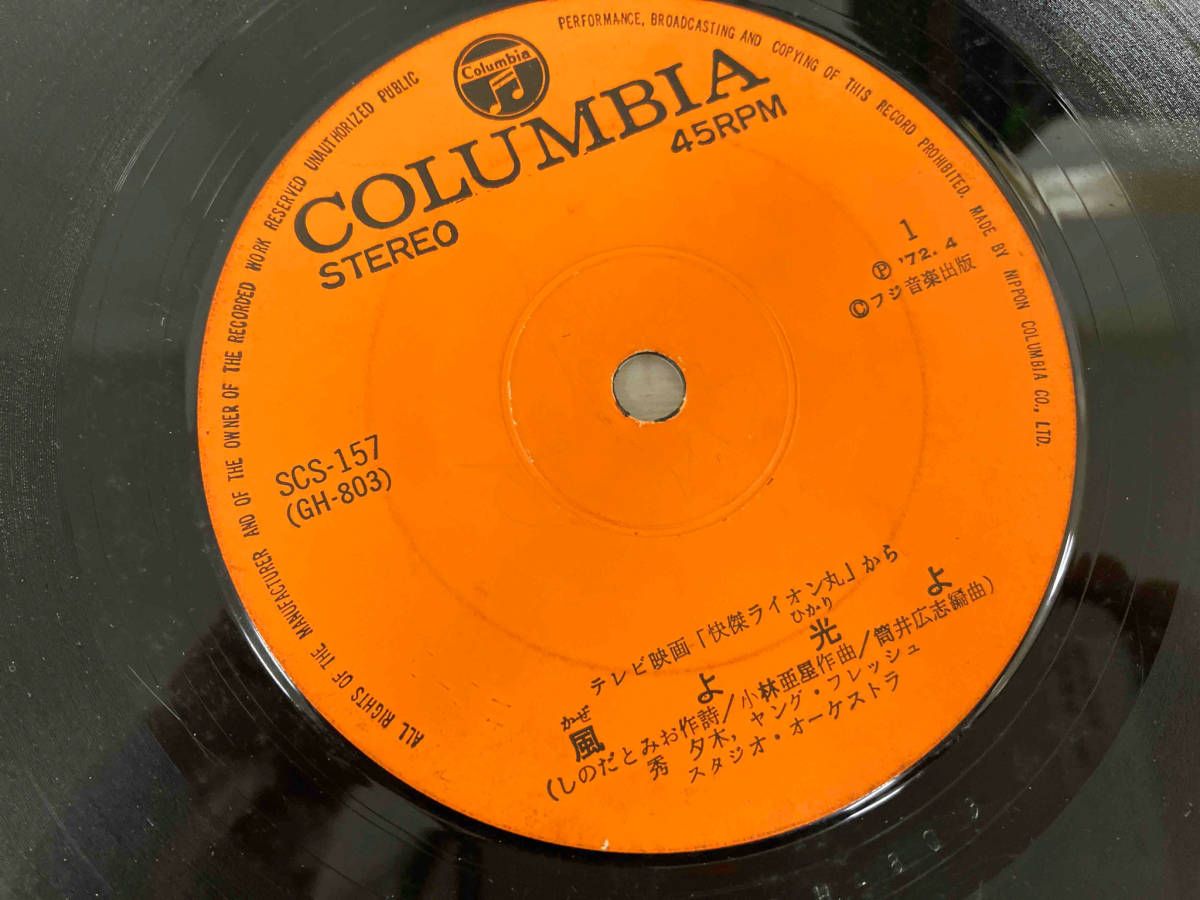 ALL RIGHTS OF THE MANUFACTURER AND OF THE OWNER OF THE RECORDED WORK RESERVED UNAUTHORIZED PUBLIC PERFORMANCE, BROADCASTING AND COPYING OF THIS RECORD PROHIBITED. MADE BY NIPPON COLUMBIA CO., LTD.
Columbia
COLUMBIA
STEREO
45RPM
1
Ⓟ '72. 4
©フジ音楽出版
SCS-157
(GH-803)
テレビ映画「快傑ライオン丸」から
かぜ ひかり
風よ光よ
(しのだとみお作詩/小林亜星作曲/筒井広志編曲)
秀夕木, ヤング・フレッシュ
スタジオ・オーケストラ